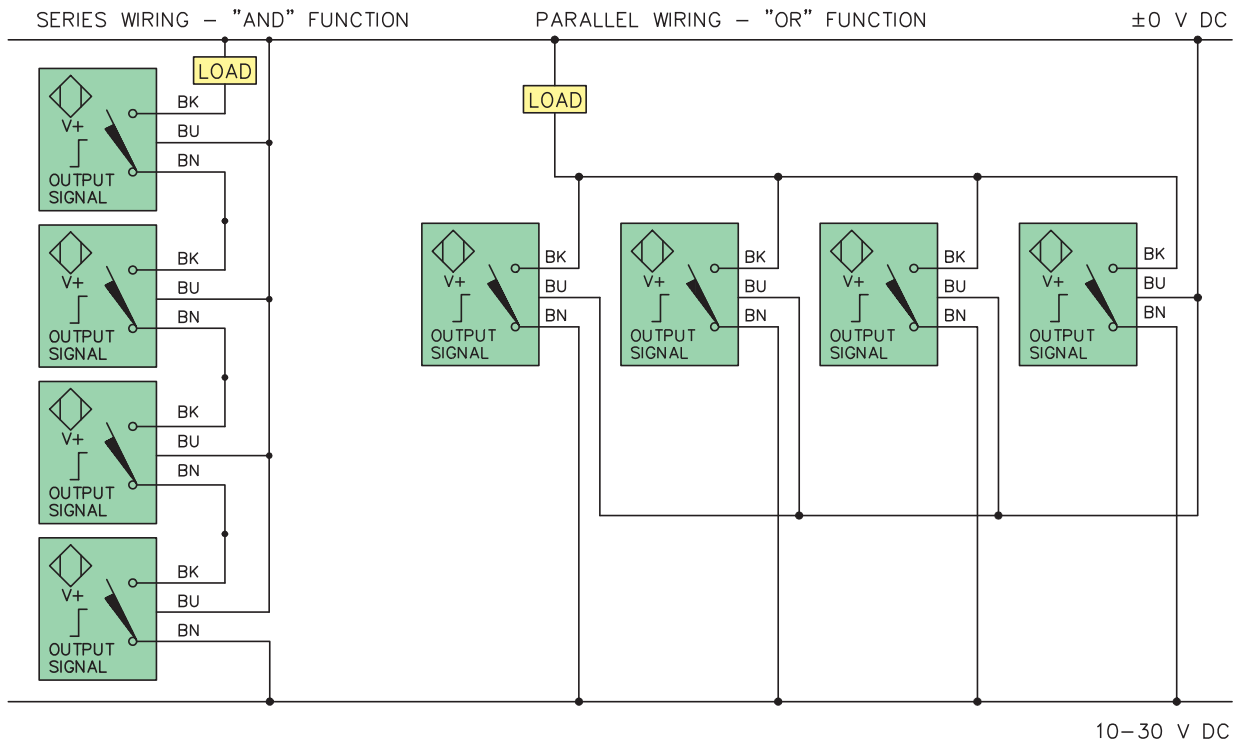 SERIES WIRING - "AND" FUNCTION
PARALLEL WIRING - "OR" FUNCTION
±0 V DC
LOAD
V+
OUTPUT
SIGNAL
BK
BU
BN
V+
OUTPUT
SIGNAL
BK
BU
BN
V+
OUTPUT
SIGNAL
BK
BU
BN
V+
OUTPUT
SIGNAL
BK
BU
BN
LOAD
V+
OUTPUT
SIGNAL
BK
BU
BN
V+
OUTPUT
SIGNAL
BK
BU
BN
V+
OUTPUT
SIGNAL
BK
BU
BN
V+
OUTPUT
SIGNAL
BK
BU
BN
10-30 V DC